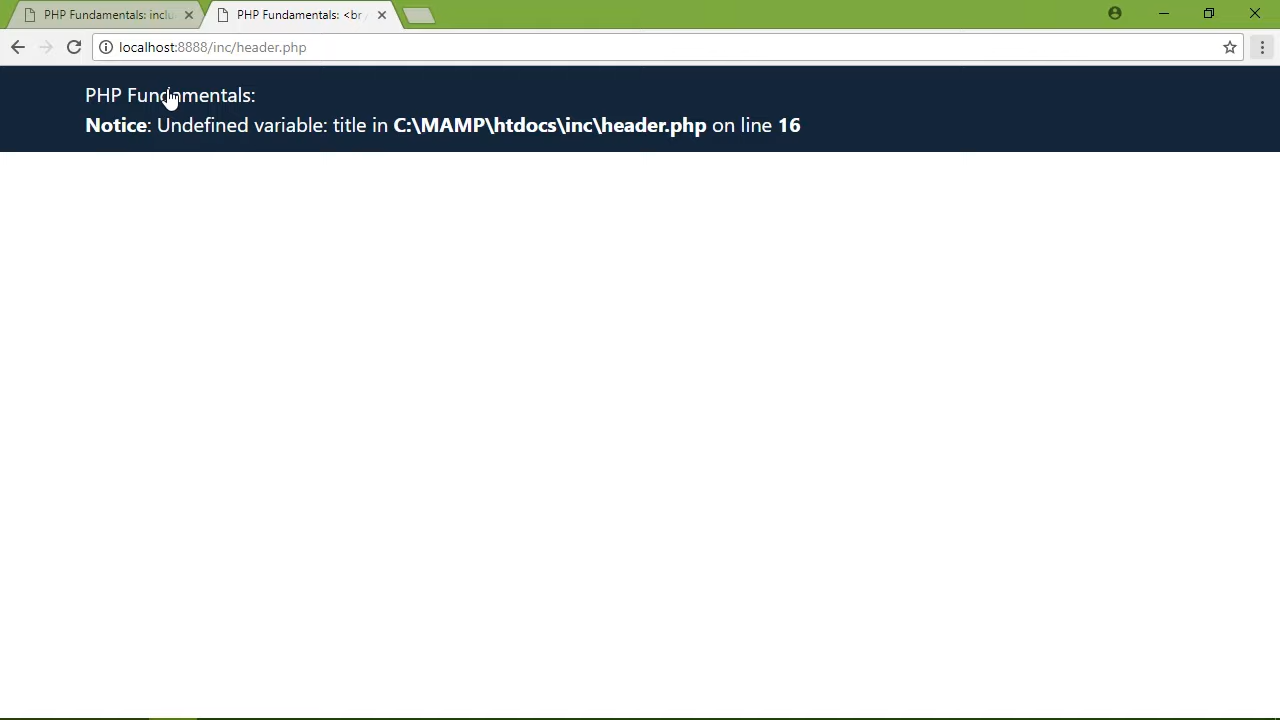 PHP Fundamentals: inclu
PHP Fundamentals: <br
localhost:8888/inc/header.php
PHP Fundamentals:
Notice: Undefined variable: title in C:\MAMP\htdocs\inc\header.php on line 16